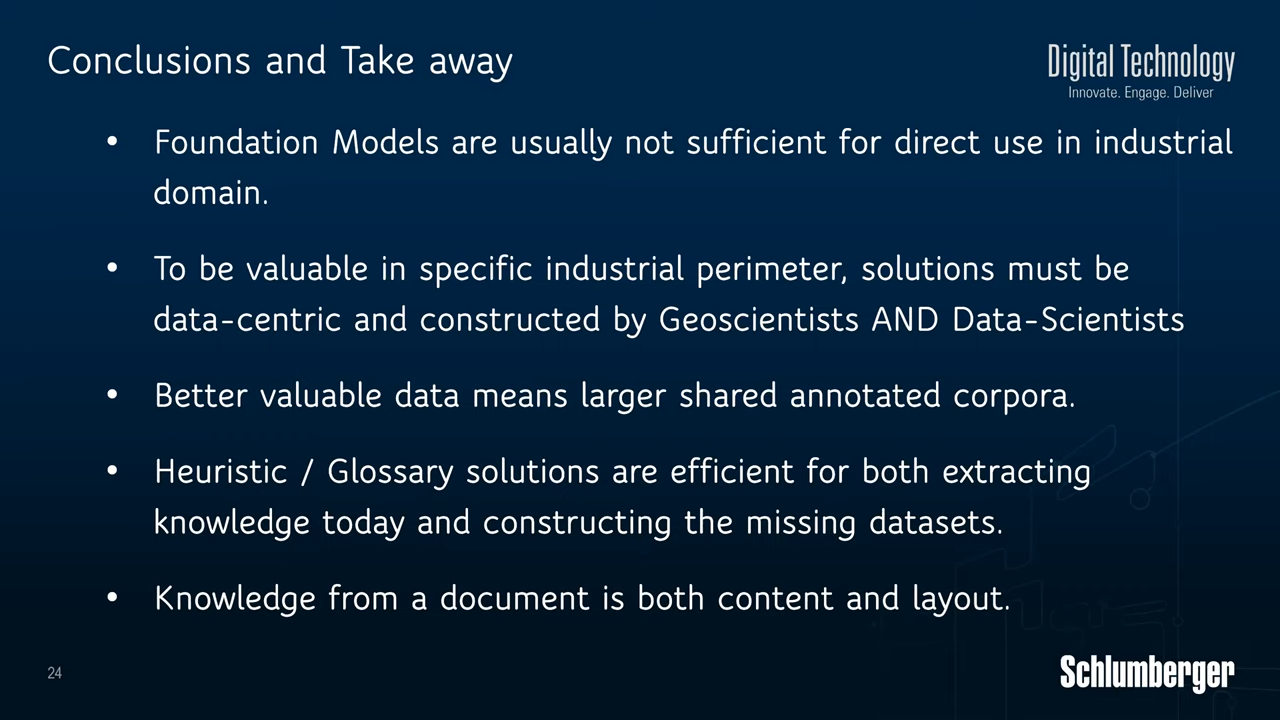 Conclusions and Take away
Digital Technology
Innovate. Engage. Deliver
• Foundation Models are usually not sufficient for direct use in industrial
domain.
• To be valuable in specific industrial perimeter, solutions must be
data-centric and constructed by Geoscientists AND Data-Scientists
• Better valuable data means larger shared annotated corpora.
• Heuristic / Glossary solutions are efficient for both extracting
knowledge today and constructing the missing datasets.
• Knowledge from a document is both content and layout.
24
Schlumberger